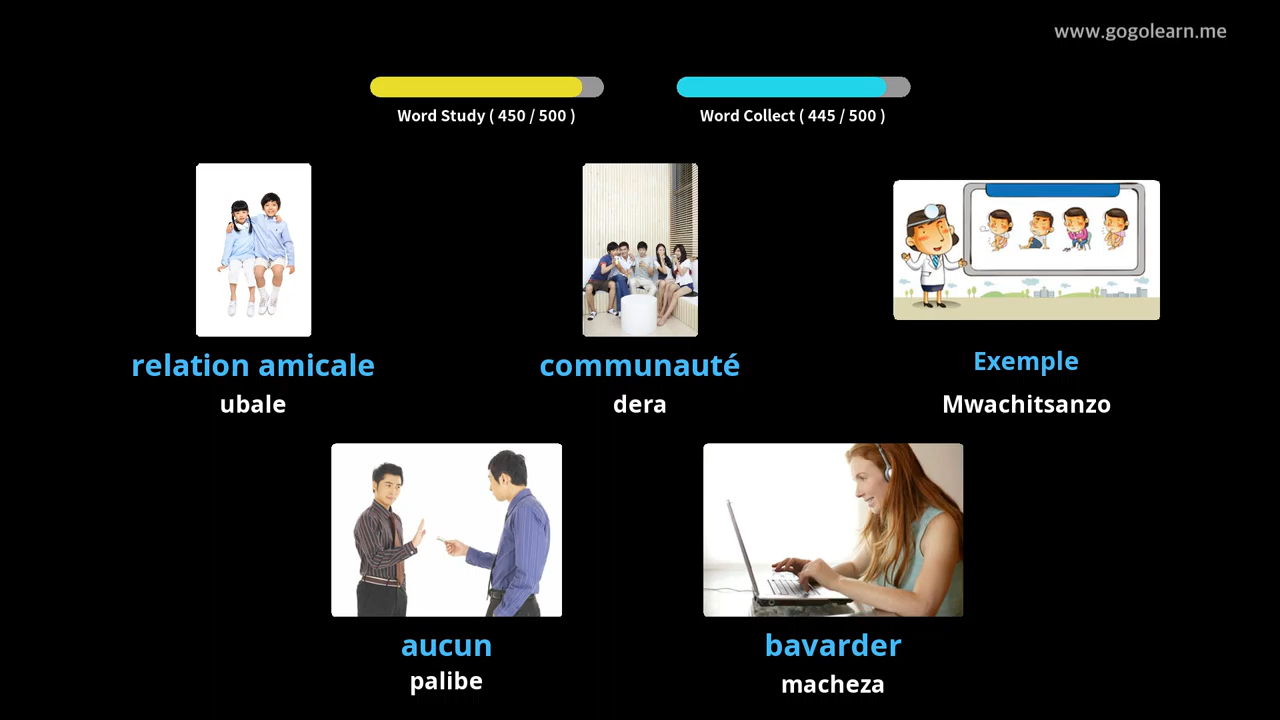 www.gogolearn.me
Word Study ( 450 / 500 )
Word Collect ( 445 / 500 )
relation amicale
ubale
communauté
dera
Exemple
Mwachitsanzo
aucun
palibe
bavarder
macheza